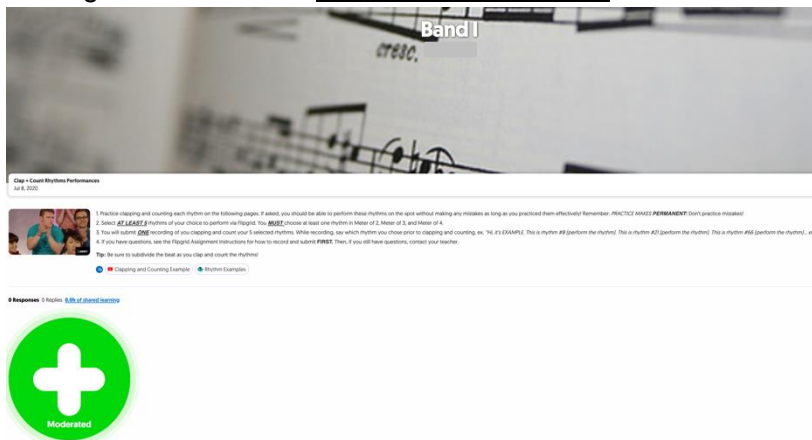 Band I
cresc.
Clap + Count Rhythms Performances
Jul 8, 2020
1. Practice clapping and counting each rhythm on the following pages. If asked, you should be able to perform these rhythms on the spot without making any mistakes as long as you practiced them effectively! Remember: PRACTICE MAKES PERMANENT! Don't practice mistakes!
2. Select AT LEAST 5 rhythms of your choice to perform via Flipgrid. You MUST choose at least one rhythm in Meter of 2, Meter of 3, and Meter of 4.
3. You will submit ONE recording of you clapping and count your 5 selected rhythms. While recording, say which rhythm you chose prior to clapping and counting, ex. "Hi, it's EXAMPLE. This is rhythm #8 [perform the rhythm]. This is rhythm #21 [perform the rhythm]. This is rhythm #66 [perform the rhythm]...
4. If you have questions, see the Flipgrid Assignment Instructions for how to record and submit FIRST. Then, if you still have questions, contact your teacher.
Tip: Be sure to subdivide the beat as you clap and count the rhythms!
Clapping and Counting Example Rhythm Examples
0 Responses 0 Replies 0.0h of shared learning
Moderated